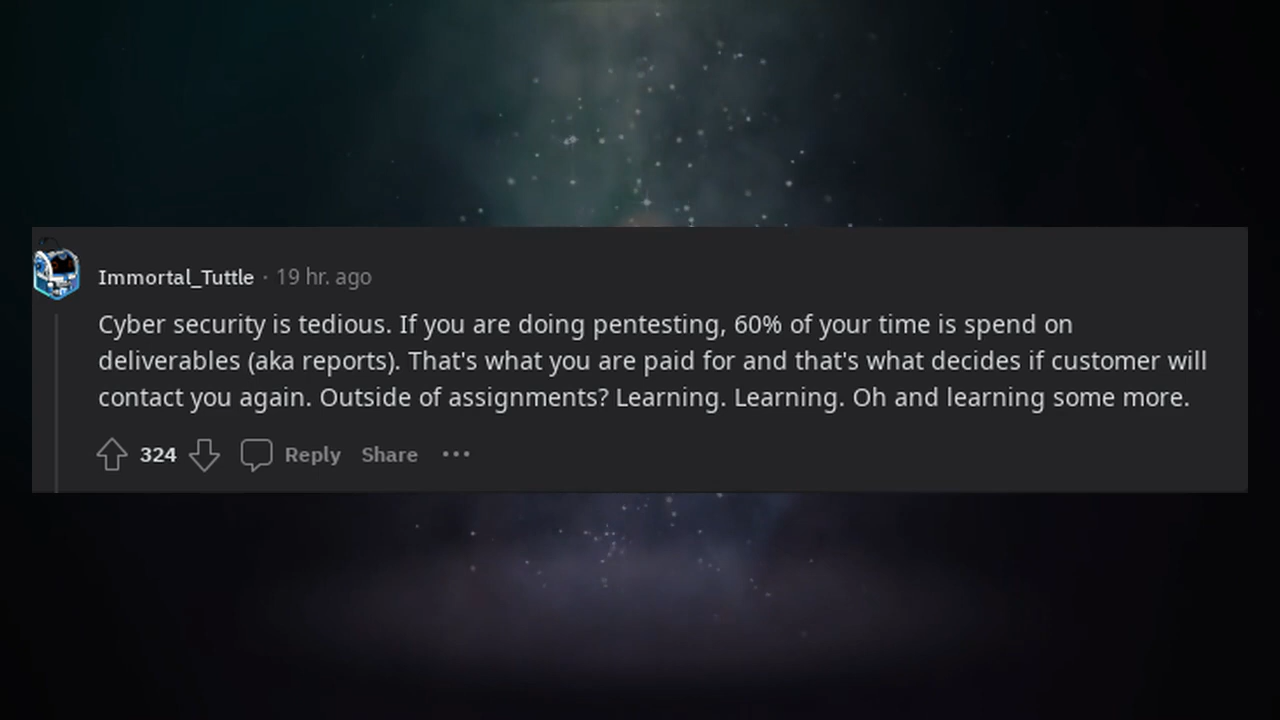 Immortal_Tuttle · 19 hr. ago
Cyber security is tedious. If you are doing pentesting, 60% of your time is spend on
deliverables (aka reports). That's what you are paid for and that's what decides if customer will
contact you again. Outside of assignments? Learning. Learning. Oh and learning some more.
324 Reply Share ···